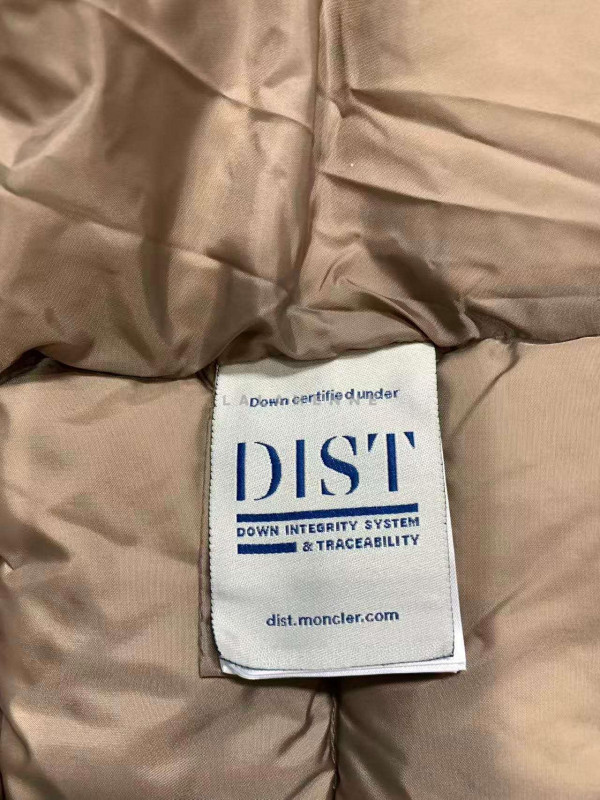 Down certified under
DIST
DOWN INTEGRITY SYSTEM
& TRACEABILITY
dist.moncler.com